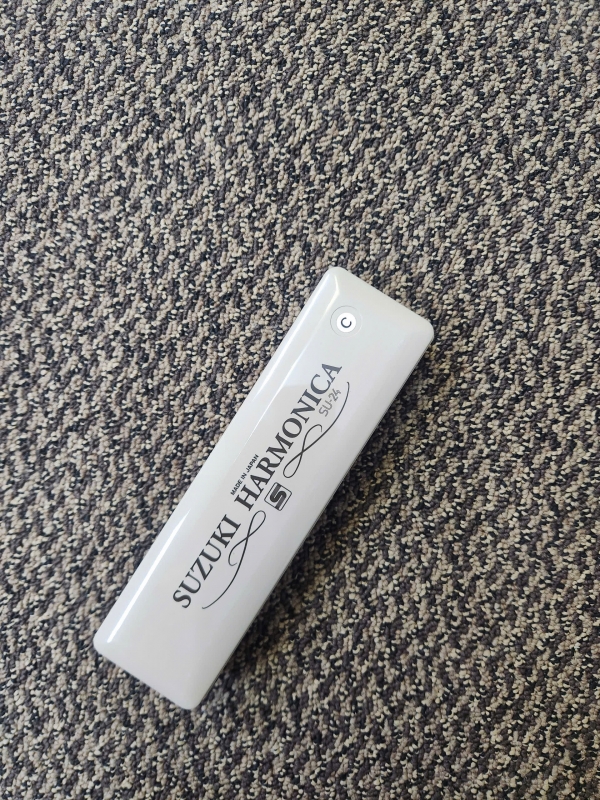 C
MADE IN JAPAN
SUZUKI HARMONICA
SU-24
S